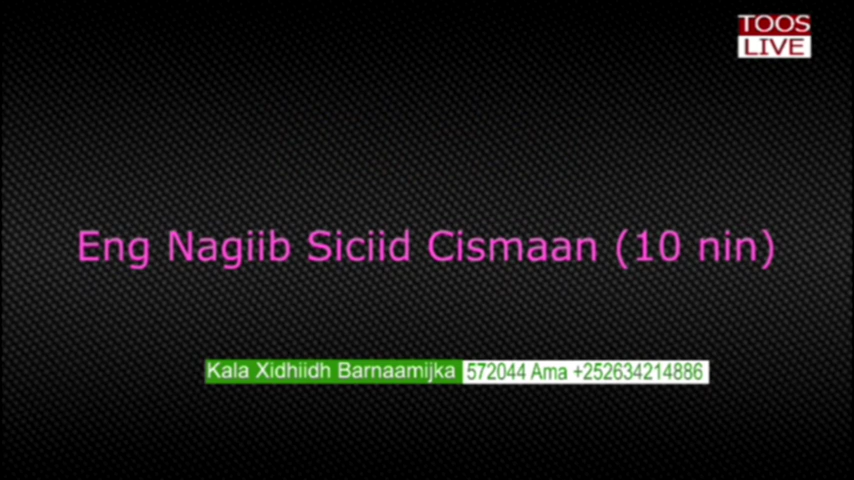 TOOS
LIVE
Eng Nagiib Siciid Cismaan (10 nin)
Kala Xidhiidh Barnaamijka 572044 Ama +252634214886